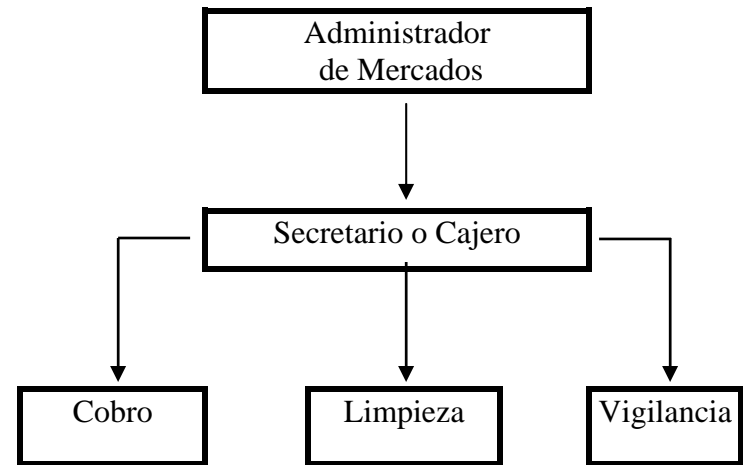 Administrador
de Mercados
Secretario o Cajero
Cobro
Limpieza
Vigilancia